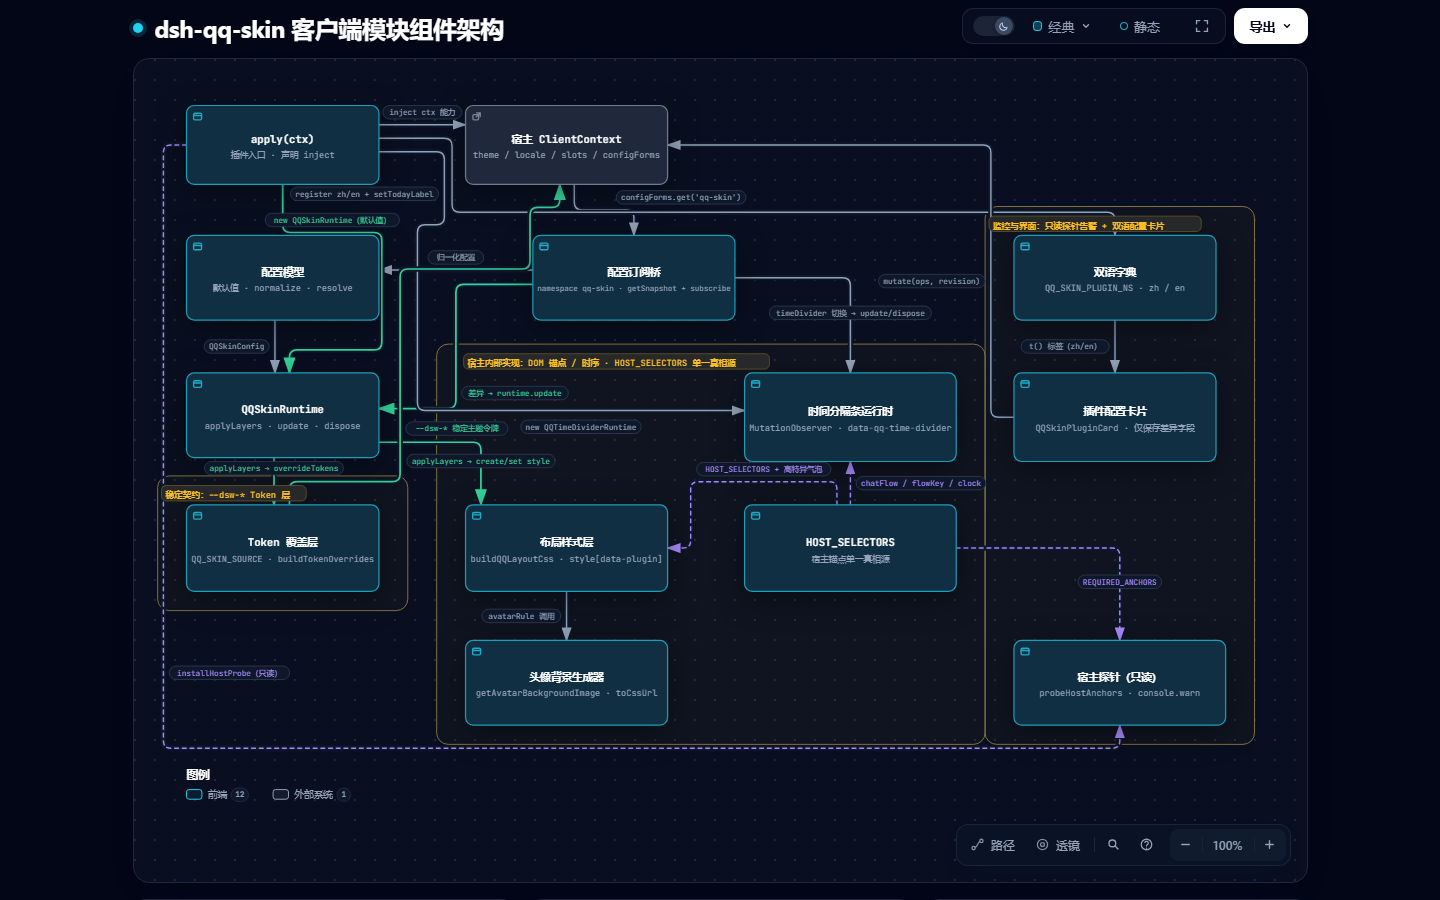 dsh-qq-skin 客户端模块组件架构
经典
静态
导出
apply(ctx)
插件入口 · 声明 inject
inject ctx 能力
宿主 ClientContext
theme / locale / slots / configForms
register zh/en + setTodayLabel
configForms.get('qq-skin')
new QQSkinRuntime (默认值)
监控与界面：只读探针告警 + 双语配置卡片
配置模型
默认值 · normalize · resolve
归一化配置
配置订阅桥
namespace qq-skin · getSnapshot + subscribe
mutate(ops, revision)
双语字典
QQ_SKIN_PLUGIN_NS · zh / en
timeDivider 切换 → update/dispose
QQSkinConfig
t() 标签 (zh/en)
宿主内部实现：DOM 锚点 / 时序 · HOST_SELECTORS 单一真相源
QQSkinRuntime
applyLayers · update · dispose
差异 → runtime.update
时间分隔条运行时
MutationObserver · data-qq-time-divider
插件配置卡片
QQSkinPluginCard · 仅保存差异字段
--dsw-* 稳定主题令牌
new QQTimeDividerRuntime
applyLayers → create/set style
applyLayers → overrideTokens
HOST_SELECTORS + 高特异气泡
chatFlow / flowKey / clock
稳定契约：--dsw-* Token 层
Token 覆盖层
QQ_SKIN_SOURCE · buildTokenOverrides
布局样式层
buildQQLayoutCss · style[data-plugin]
HOST_SELECTORS
宿主锚点单一真相源
REQUIRED_ANCHORS
avatarRule 调用
installHostProbe (只读)
头像背景生成器
getAvatarBackgroundImage · toCssUrl
宿主探针 (只读)
probeHostAnchors · console.warn
图例
前端 12
外部系统 1
路径
透镜
100%